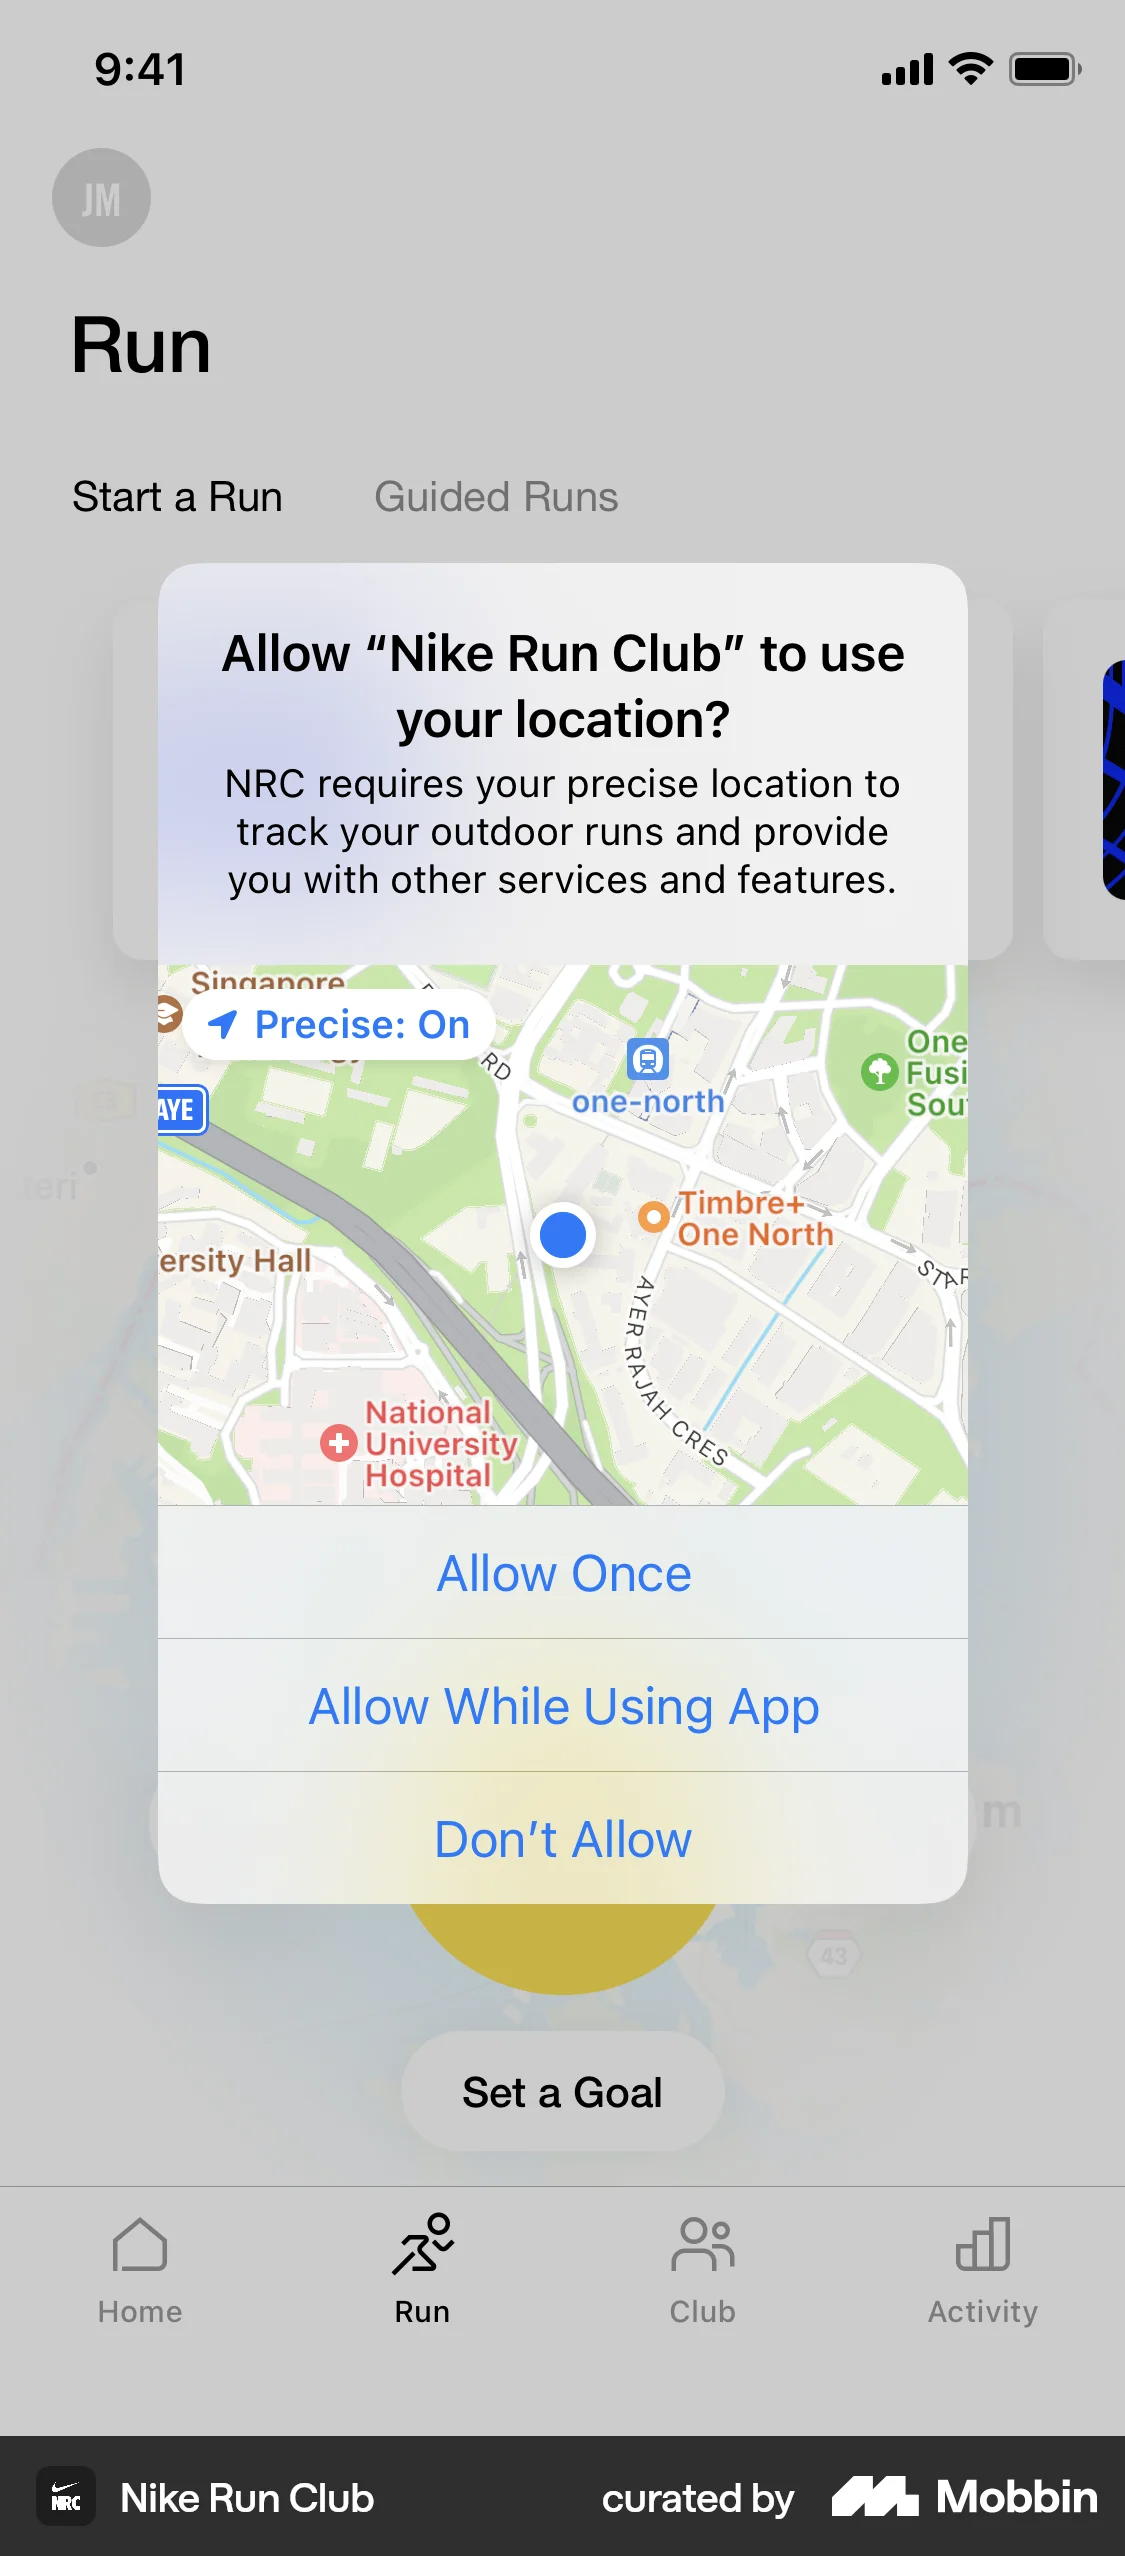 9:41
JM
Run
Start a Run
Guided Runs
Allow “Nike Run Club” to use
your location?
NRC requires your precise location to
track your outdoor runs and provide
you with other services and features.
Singapore
Precise: On
RD
one-north
One
Fusi
Sou
AYE
teri
Timbre+
One North
ersity Hall
STAR
AYER RAJAH CRES
National
University
Hospital
Allow Once
Allow While Using App
Don’t Allow
m
43
Set a Goal
Home
Run
Club
Activity
NRC
Nike Run Club
curated by
Mobbin